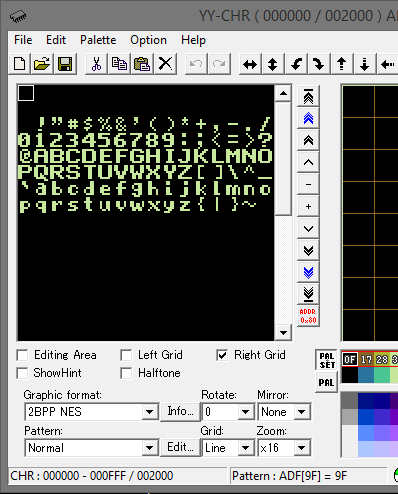 YY-CHR ( 000000 / 002000 ) A
File Edit Palette Option Help
!"#$%&'()*+,-./
0123456789:;<=>?
@ABCDEFGHIJKLMNO
PQRSTUVWXYZ[]\^_
`abcdefghijklmno
pqrstuvwxyz{|}~
ADDR
0x80
Editing Area Left Grid Right Grid
ShowHint Halftone
PAL
SET
PAL
0F 17 28 3
Graphic format: Rotate: Mirror:
2BPP NES Info... 0 None
Pattern: Grid: Zoom:
Normal Edit... Line x16
CHR : 000000 - 000FFF / 002000 Pattern : ADF[9F] = 9F